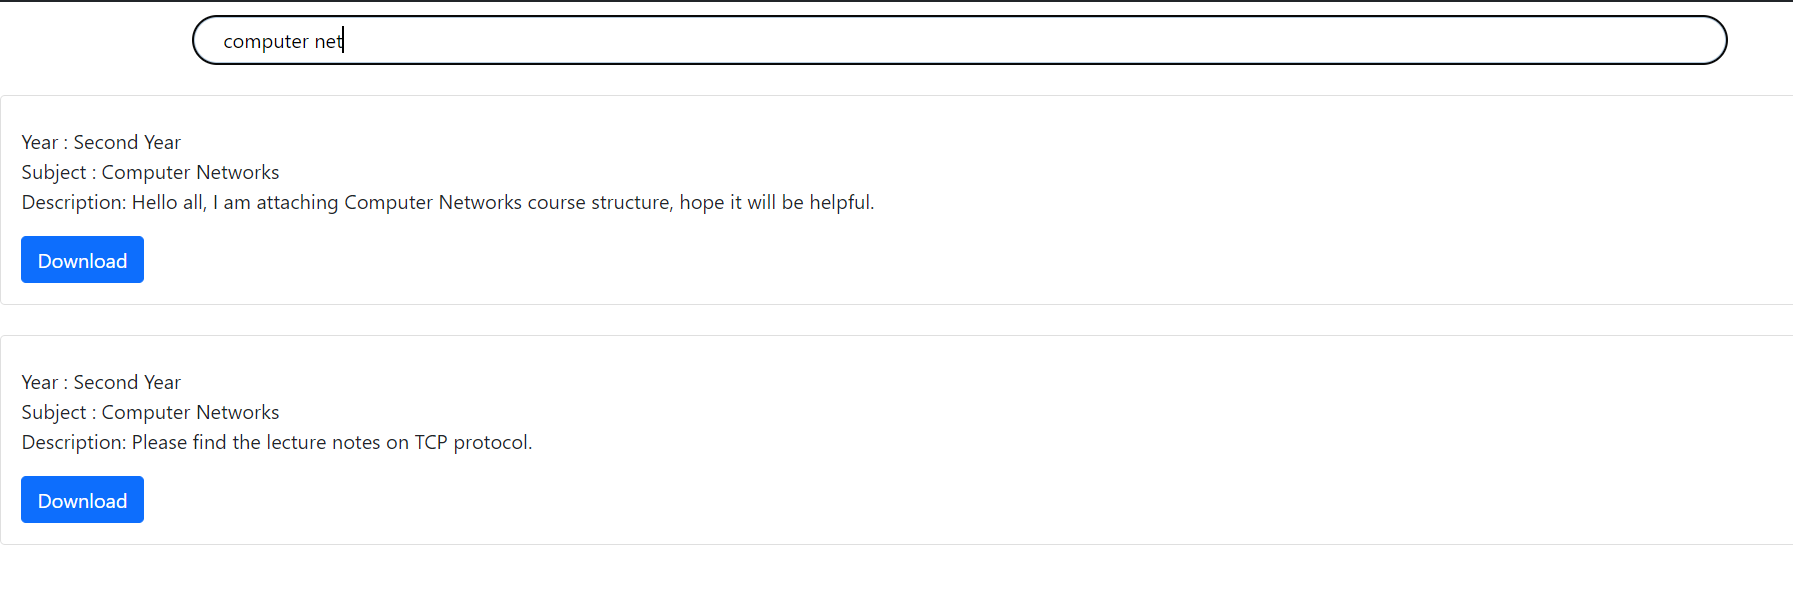 computer net
Year : Second Year
Subject : Computer Networks
Description: Hello all, I am attaching Computer Networks course structure, hope it will be helpful.
Download
Year : Second Year
Subject : Computer Networks
Description: Please find the lecture notes on TCP protocol.
Download